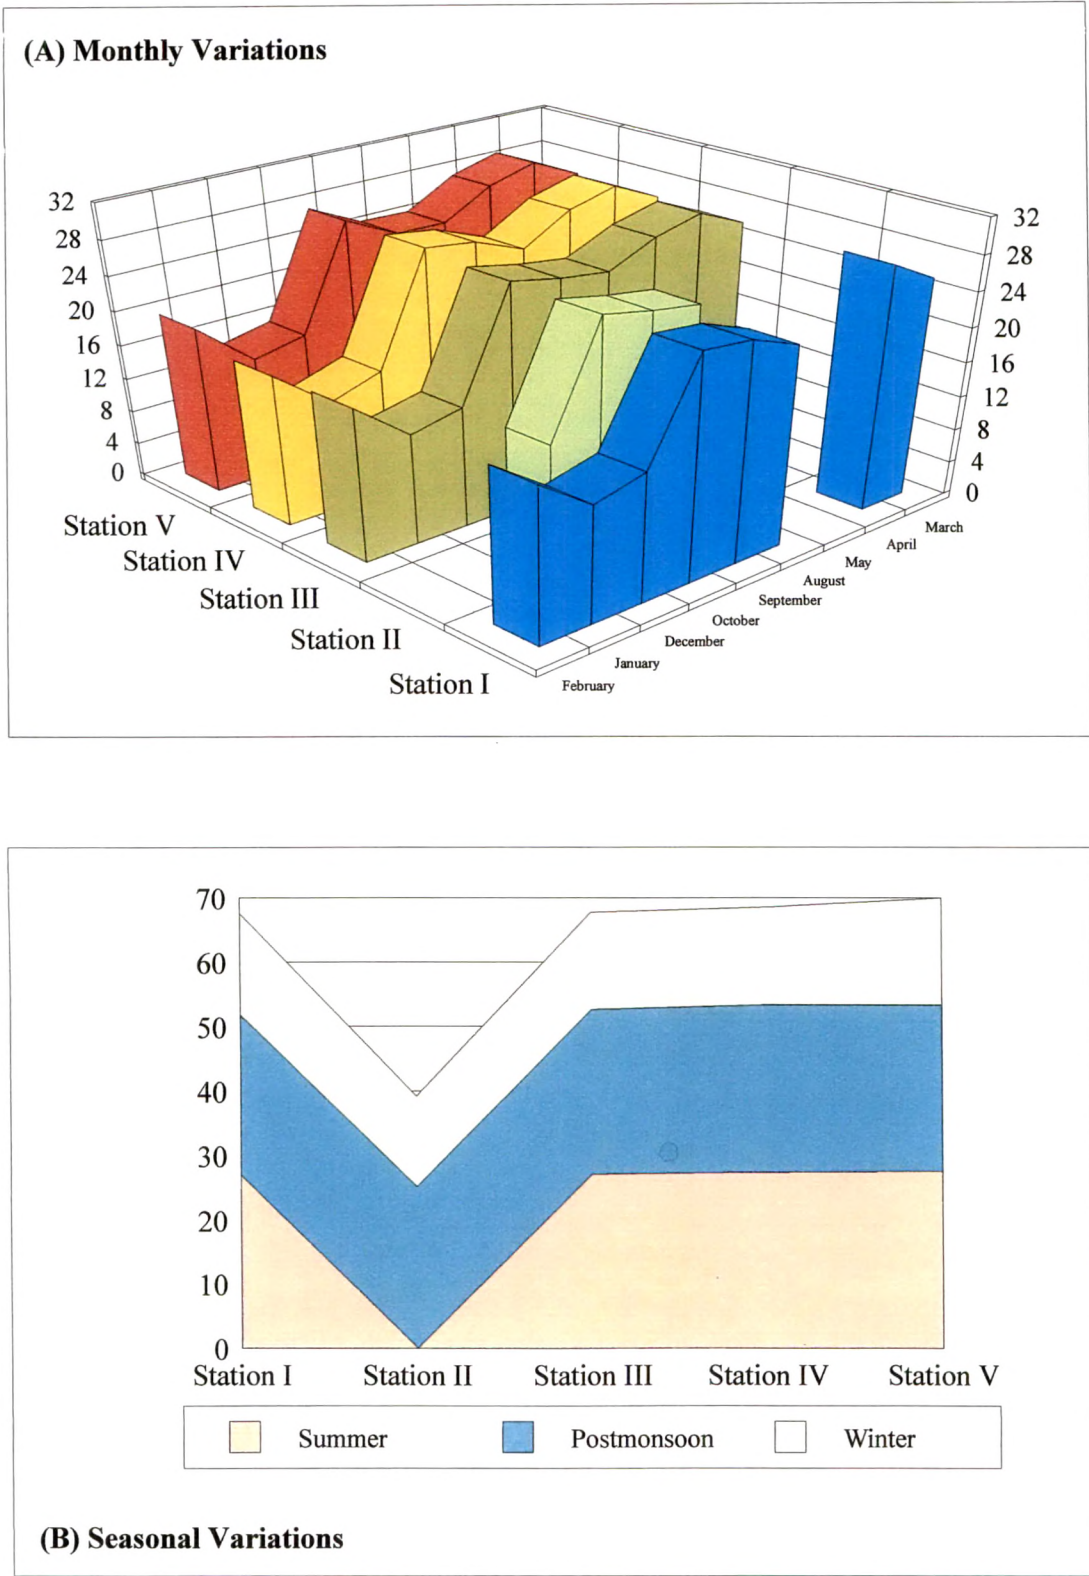 (A) Monthly Variations
32
28
24
20
16
12
8
4
0
32
28
24
20
16
12
8
4
0
Station V
Station IV
Station III
Station II
Station I
March
April
May
August
September
October
December
January
February
70
60
50
40
30
20
10
0
Station I Station II Station III Station IV Station V
Summer Postmonsoon Winter
(B) Seasonal Variations